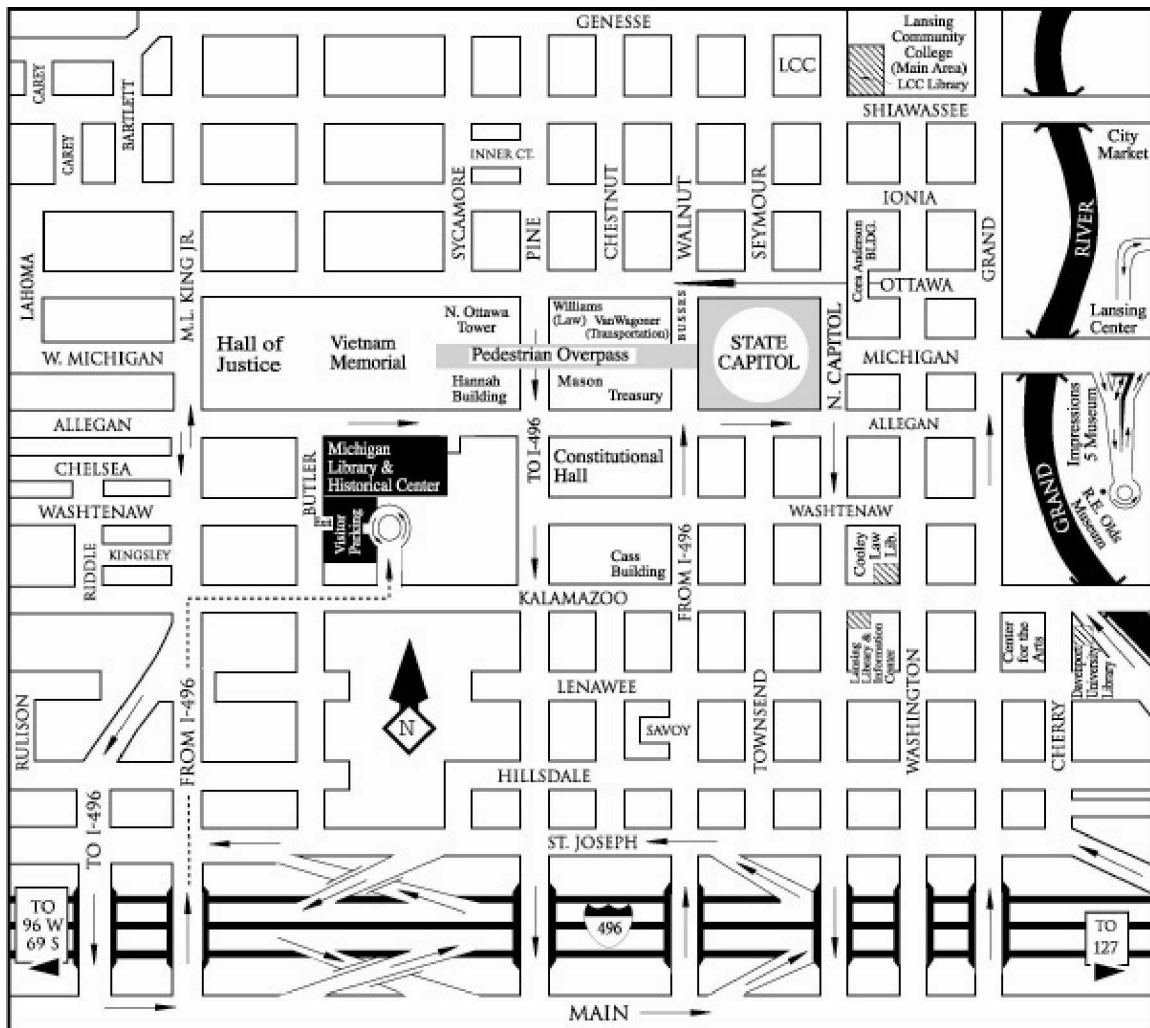 GENESSE
Lansing
Community
College
(Main Area)
LCC Library
LCC
CAREY
BARTLETT
SHIAWASSEE
CAREY
INNER CT.
City
Market
SYCAMORE
PINE
CHESTNUT
WALNUT
SEYMOUR
IONIA
GRAND
RIVER
LAHOMA
M.L. KING JR.
Cora Anderson
BLDG.
OTTAWA
Lansing
Center
Hall of
Justice
Vietnam
Memorial
N. Ottawa
Tower
Williams
(Law)
VanWagoner
(Transportation)
BUSSES
STATE
CAPITOL
N. CAPITOL
W. MICHIGAN
Pedestrian Overpass
MICHIGAN
Hannah
Building
Mason
Treasury
ALLEGAN
ALLEGAN
Impressions
5 Museum
CHELSEA
BUTLER
Michigan
Library &
Historical Center
TO I-496
Constitutional
Hall
WASHTENAW
WASHTENAW
GRAND
R.E. Olds
Museum
Exit
Visitor
Parking
RIDDLE
KINGSLEY
Cass
Building
FROM I-496
Cooley
Law
Lib.
KALAMAZOO
Lansing
Library &
Information
Center
Center
for the
Arts
Davenport
University
Library
RULISON
FROM I-496
N
LENAWEE
SAVOY
TOWNSEND
WASHINGTON
CHERRY
HILLSDALE
TO I-496
ST. JOSEPH
TO
96 W
69 S
496
TO
127
MAIN